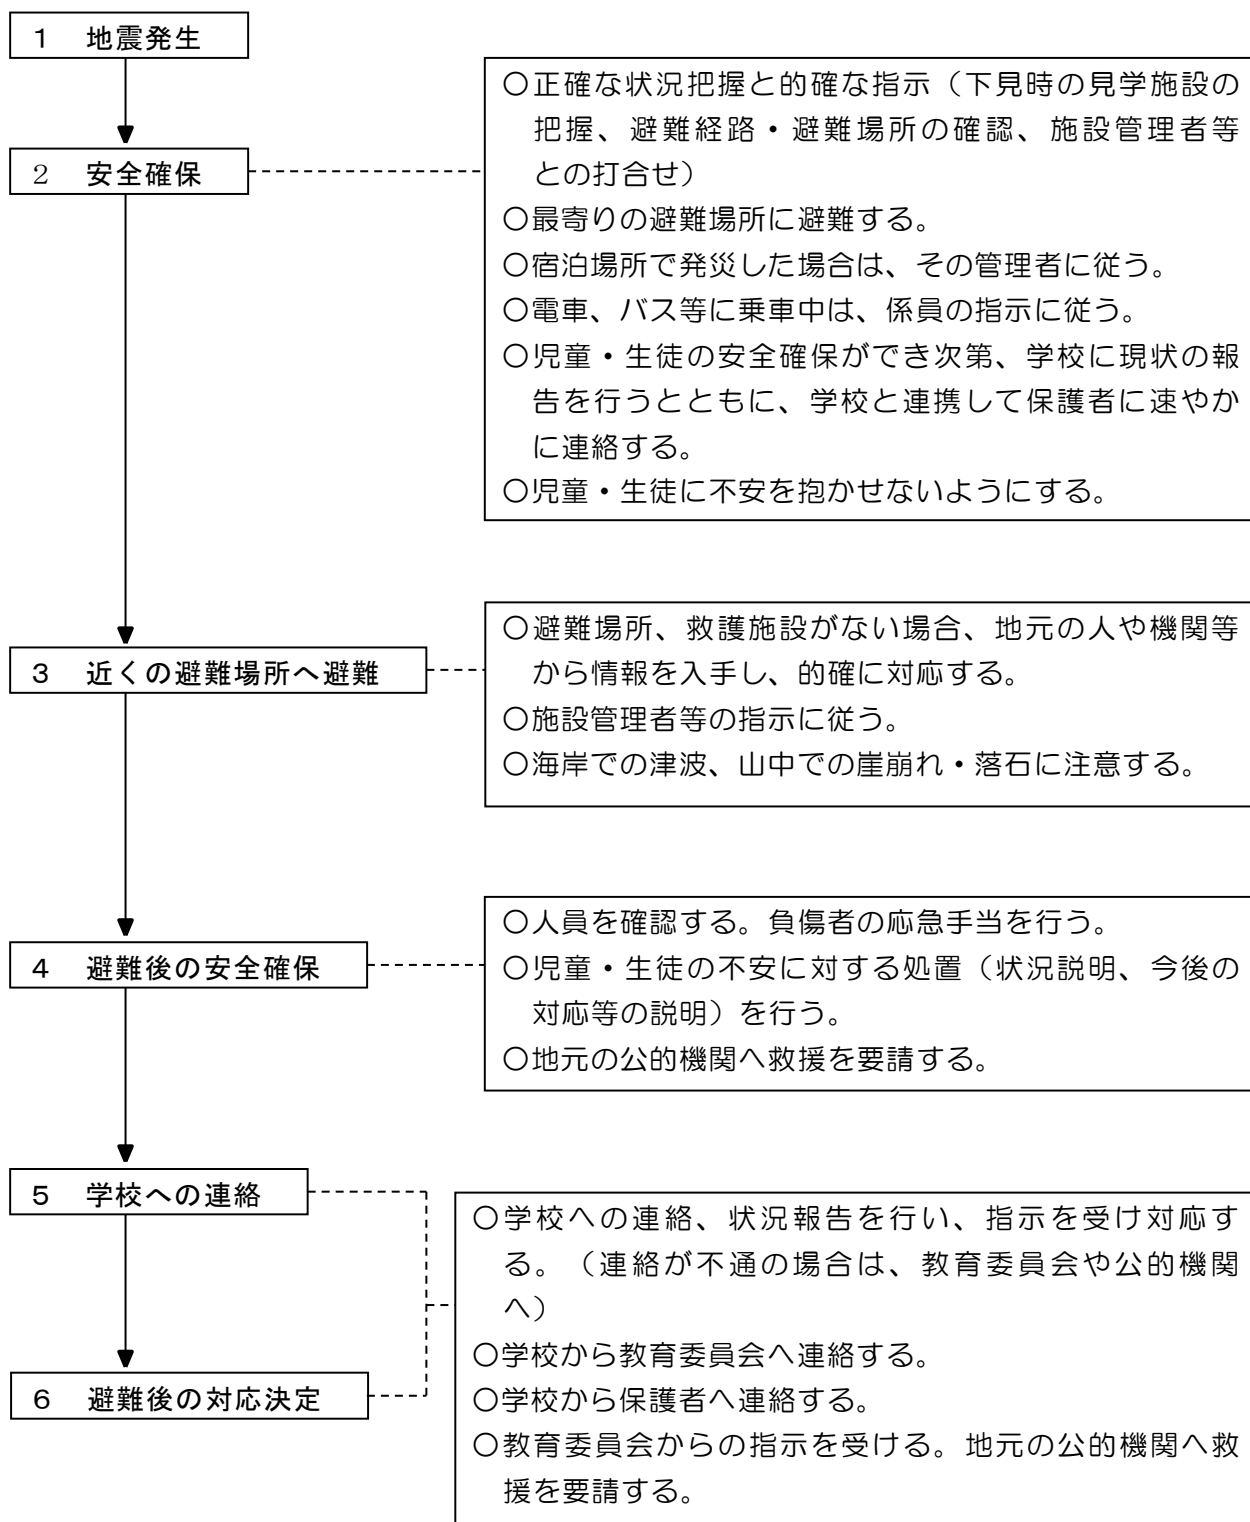 １　地震発生
２　安全確保
〇正確な状況把握と的確な指示（下見時の見学施設の
把握、避難経路・避難場所の確認、施設管理者等
との打合せ）
〇最寄りの避難場所に避難する。
〇宿泊場所で発災した場合は、その管理者に従う。
〇電車、バス等に乗車中は、係員の指示に従う。
〇児童・生徒の安全確保ができ次第、学校に現状の報
告を行うとともに、学校と連携して保護者に速やか
に連絡する。
〇児童・生徒に不安を抱かせないようにする。
３　近くの避難場所へ避難
〇避難場所、救護施設がない場合、地元の人や機関等
から情報を入手し、的確に対応する。
〇施設管理者等の指示に従う。
〇海岸での津波、山中での崖崩れ・落石に注意する。
４　避難後の安全確保
〇人員を確認する。負傷者の応急手当を行う。
〇児童・生徒の不安に対する処置（状況説明、今後の
対応等の説明）を行う。
〇地元の公的機関へ救援を要請する。
５　学校への連絡
６　避難後の対応決定
〇学校への連絡、状況報告を行い、指示を受け対応す
る。（連絡が不通の場合は、教育委員会や公的機関
へ）
〇学校から教育委員会へ連絡する。
〇学校から保護者へ連絡する。
〇教育委員会からの指示を受ける。地元の公的機関へ救
援を要請する。